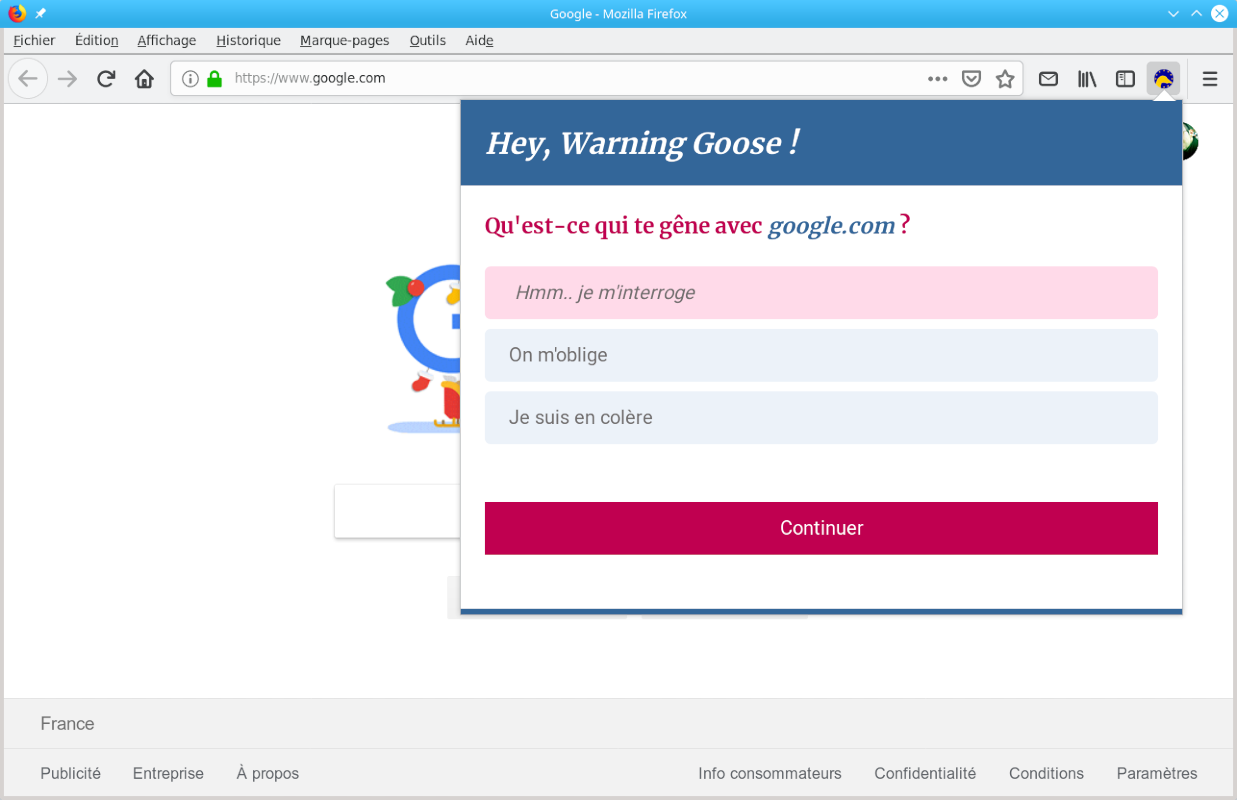 Google - Mozilla Firefox
Fichier Édition Affichage Historique Marque-pages Outils Aide
https://www.google.com
Hey, Warning Goose !
Qu'est-ce qui te gêne avec google.com ?
Hmm.. je m'interroge
On m'oblige
Je suis en colère
Continuer
France
Publicité Entreprise À propos Info consommateurs Confidentialité Conditions Paramètres